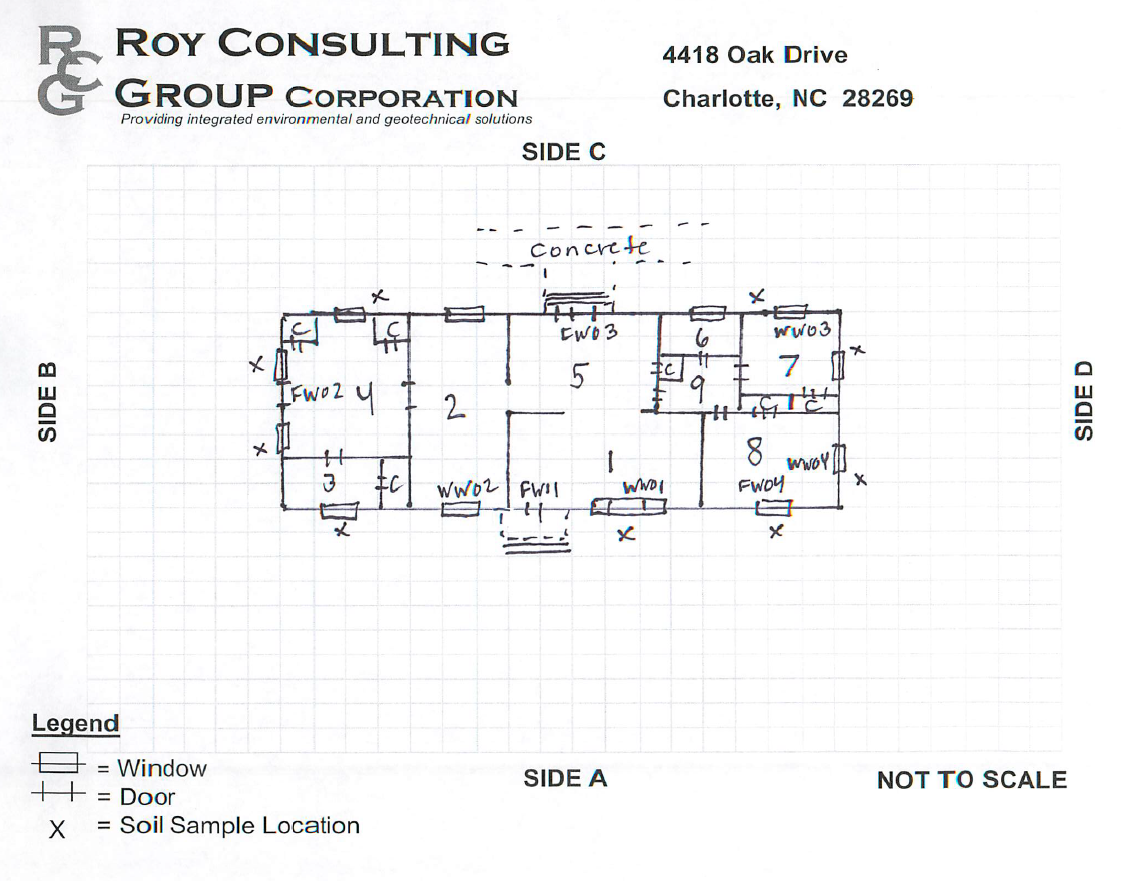 RCG
ROY CONSULTING
GROUP CORPORATION
Providing integrated environmental and geotechnical solutions
4418 Oak Drive
Charlotte, NC 28269
SIDE C
SIDE B
SIDE D
concrete
X
X
C
C
FW03
6
WW03
X
X
FW02
4
2
5
C
9
7
C
C
X
3
C
WW02
FW11
1
WW01
8
WW04
FW04
X
X
X
X
Legend
= Window
= Door
X = Soil Sample Location
SIDE A
NOT TO SCALE